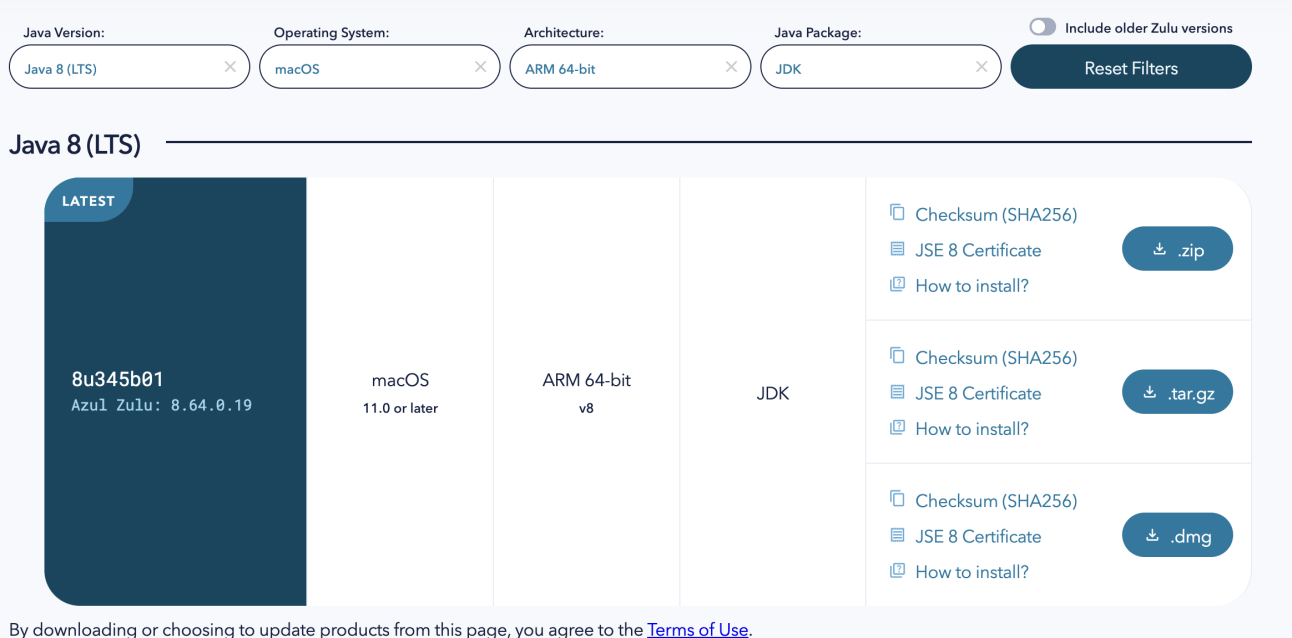 Java Version:
Operating System:
Architecture:
Java Package:
Include older Zulu versions
Java 8 (LTS)
macOS
ARM 64-bit
JDK
Reset Filters
Java 8 (LTS)
LATEST
8u345b01
Azul Zulu: 8.64.0.19
macOS
11.0 or later
ARM 64-bit
v8
JDK
Checksum (SHA256)
JSE 8 Certificate
How to install?
.zip
Checksum (SHA256)
JSE 8 Certificate
How to install?
.tar.gz
Checksum (SHA256)
JSE 8 Certificate
How to install?
.dmg
By downloading or choosing to update products from this page, you agree to the Terms of Use.